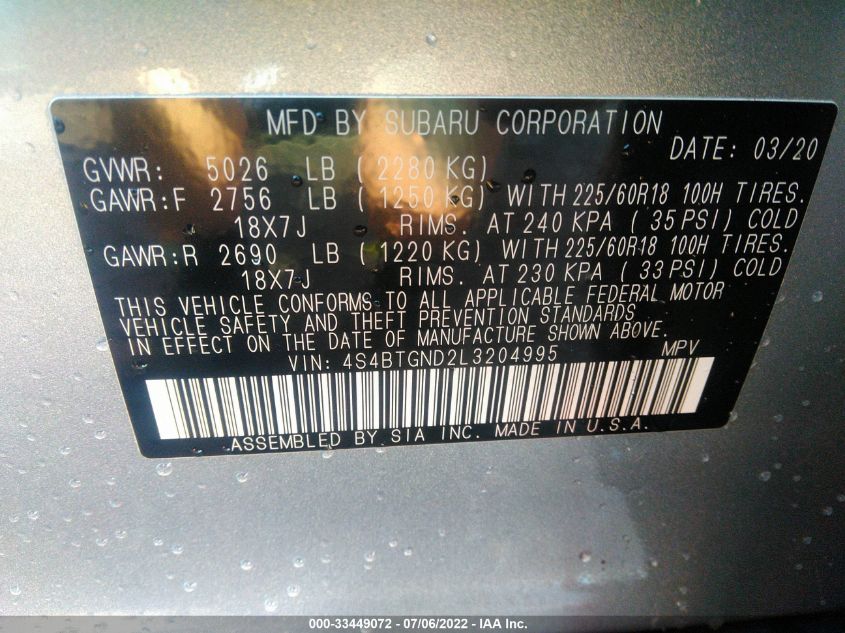 MFD BY SUBARU CORPORATION
DATE: 03/20
GVWR: 5026 LB ( 2280 KG)
GAWR:F 2756 LB ( 1250 KG) WITH 225/60R18 100H TIRES.
18X7J RIMS. AT 240 KPA ( 35 PSI) COLD
GAWR:R 2690 LB ( 1220 KG) WITH 225/60R18 100H TIRES.
18X7J RIMS. AT 230 KPA ( 33 PSI) COLD
THIS VEHICLE CONFORMS TO ALL APPLICABLE FEDERAL MOTOR
VEHICLE SAFETY AND THEFT PREVENTION STANDARDS
IN EFFECT ON THE DATE OF MANUFACTURE SHOWN ABOVE.
VIN: 4S4BTGND2L3204995 MPV
ASSEMBLED BY SIA INC. MADE IN U.S.A.
000-33449072 - 07/06/2022 - IAA Inc.